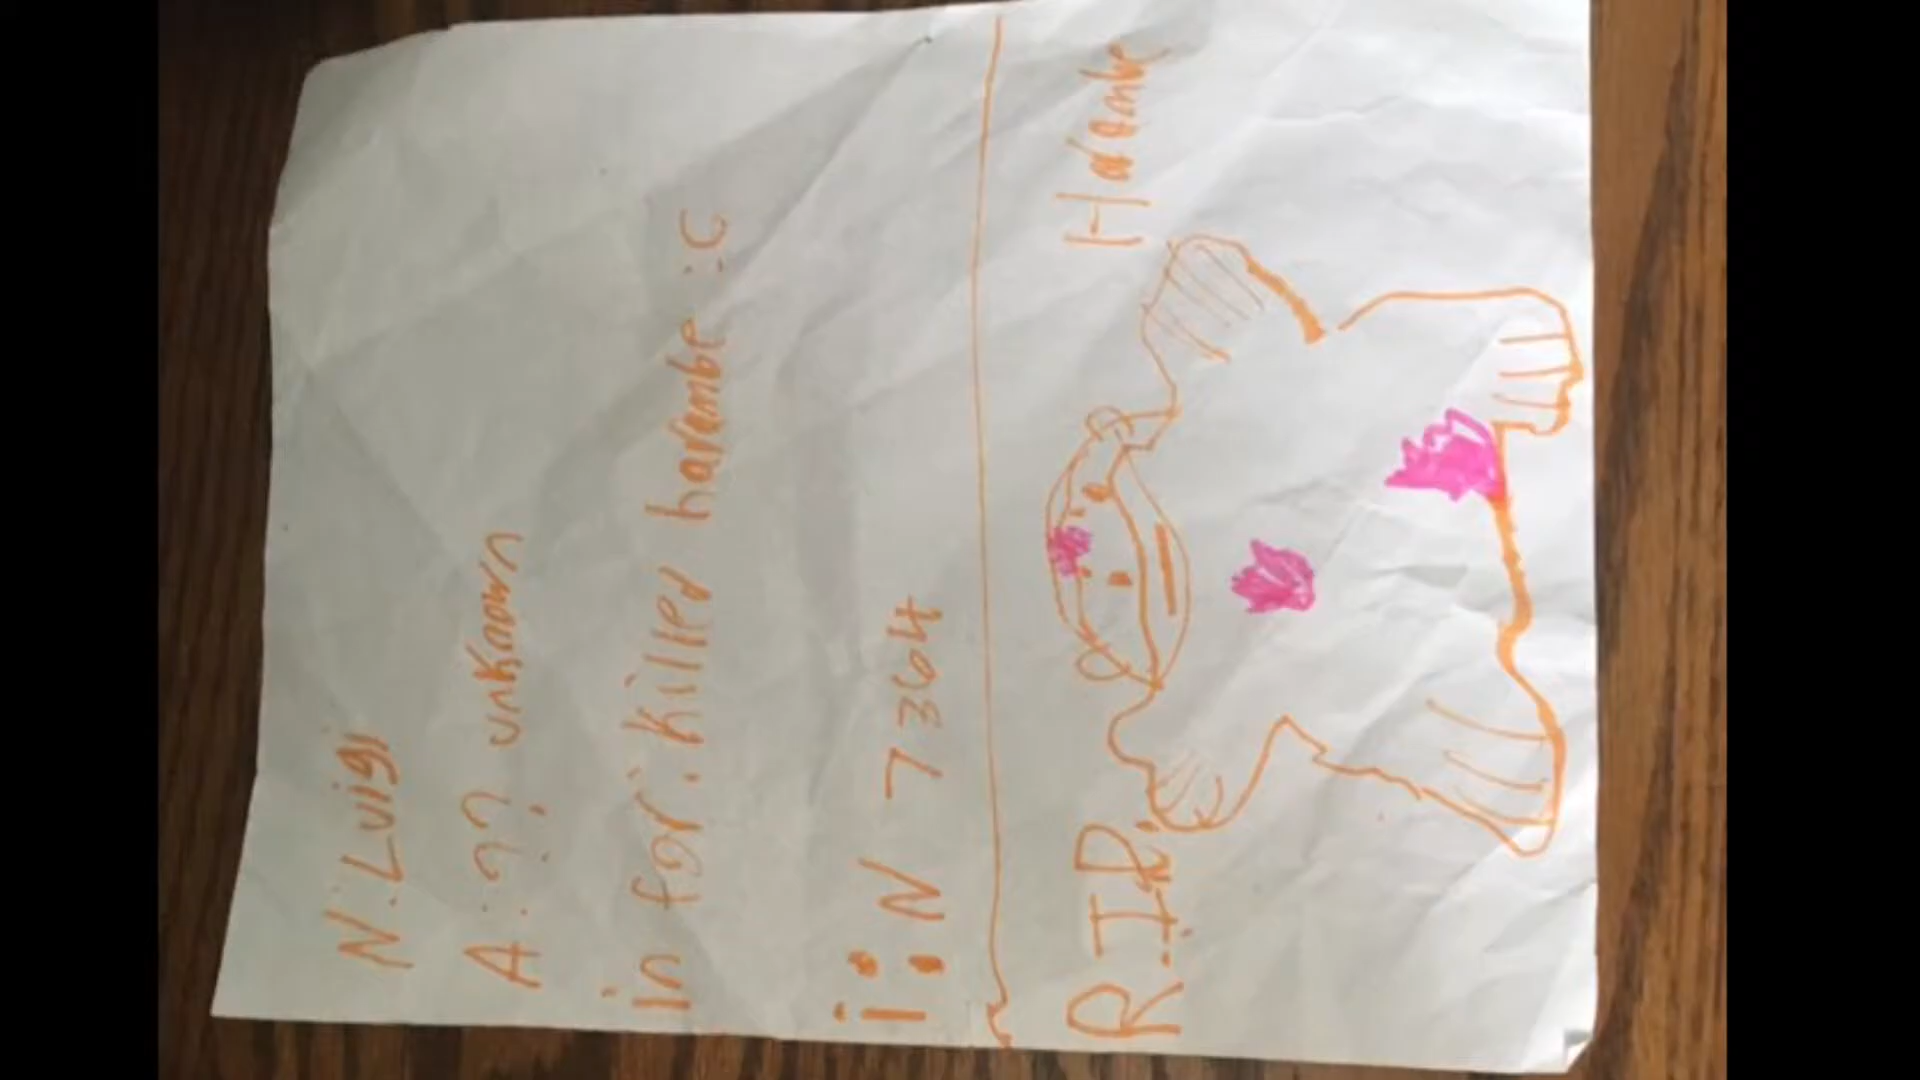 N:Luigi
A:?? unknown
in for: killed harambe :C
i:N 7364
R.I.P. Harambe